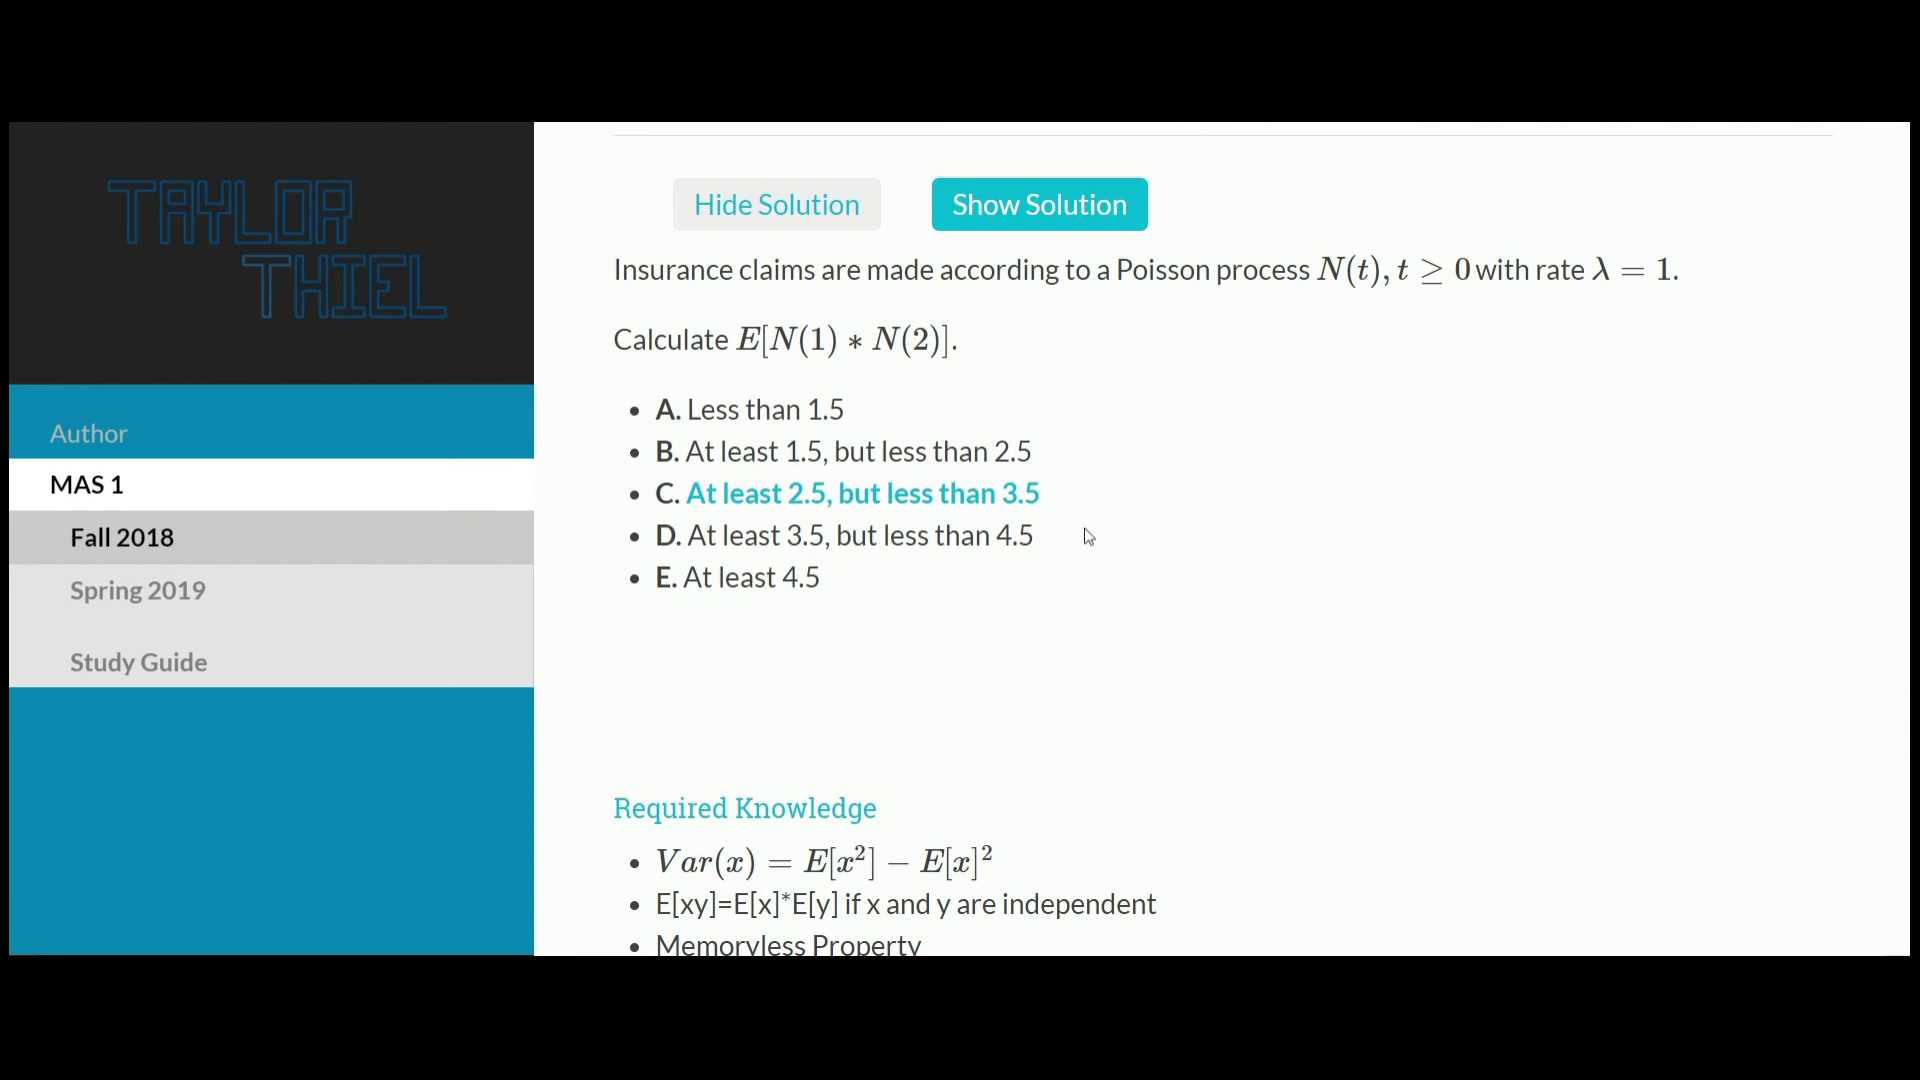 TAYLOR
THIEL
Author
MAS 1
Fall 2018
Spring 2019
Study Guide
Hide Solution
Show Solution
Insurance claims are made according to a Poisson process N(t), t ≥ 0 with rate λ = 1.
Calculate E[N(1) ∗ N(2)].
• A. Less than 1.5
• B. At least 1.5, but less than 2.5
• C. At least 2.5, but less than 3.5
• D. At least 3.5, but less than 4.5
• E. At least 4.5
Required Knowledge
• Var(x) = E[x²] − E[x]²
• E[xy]=E[x]*E[y] if x and y are independent
• Memoryless Property